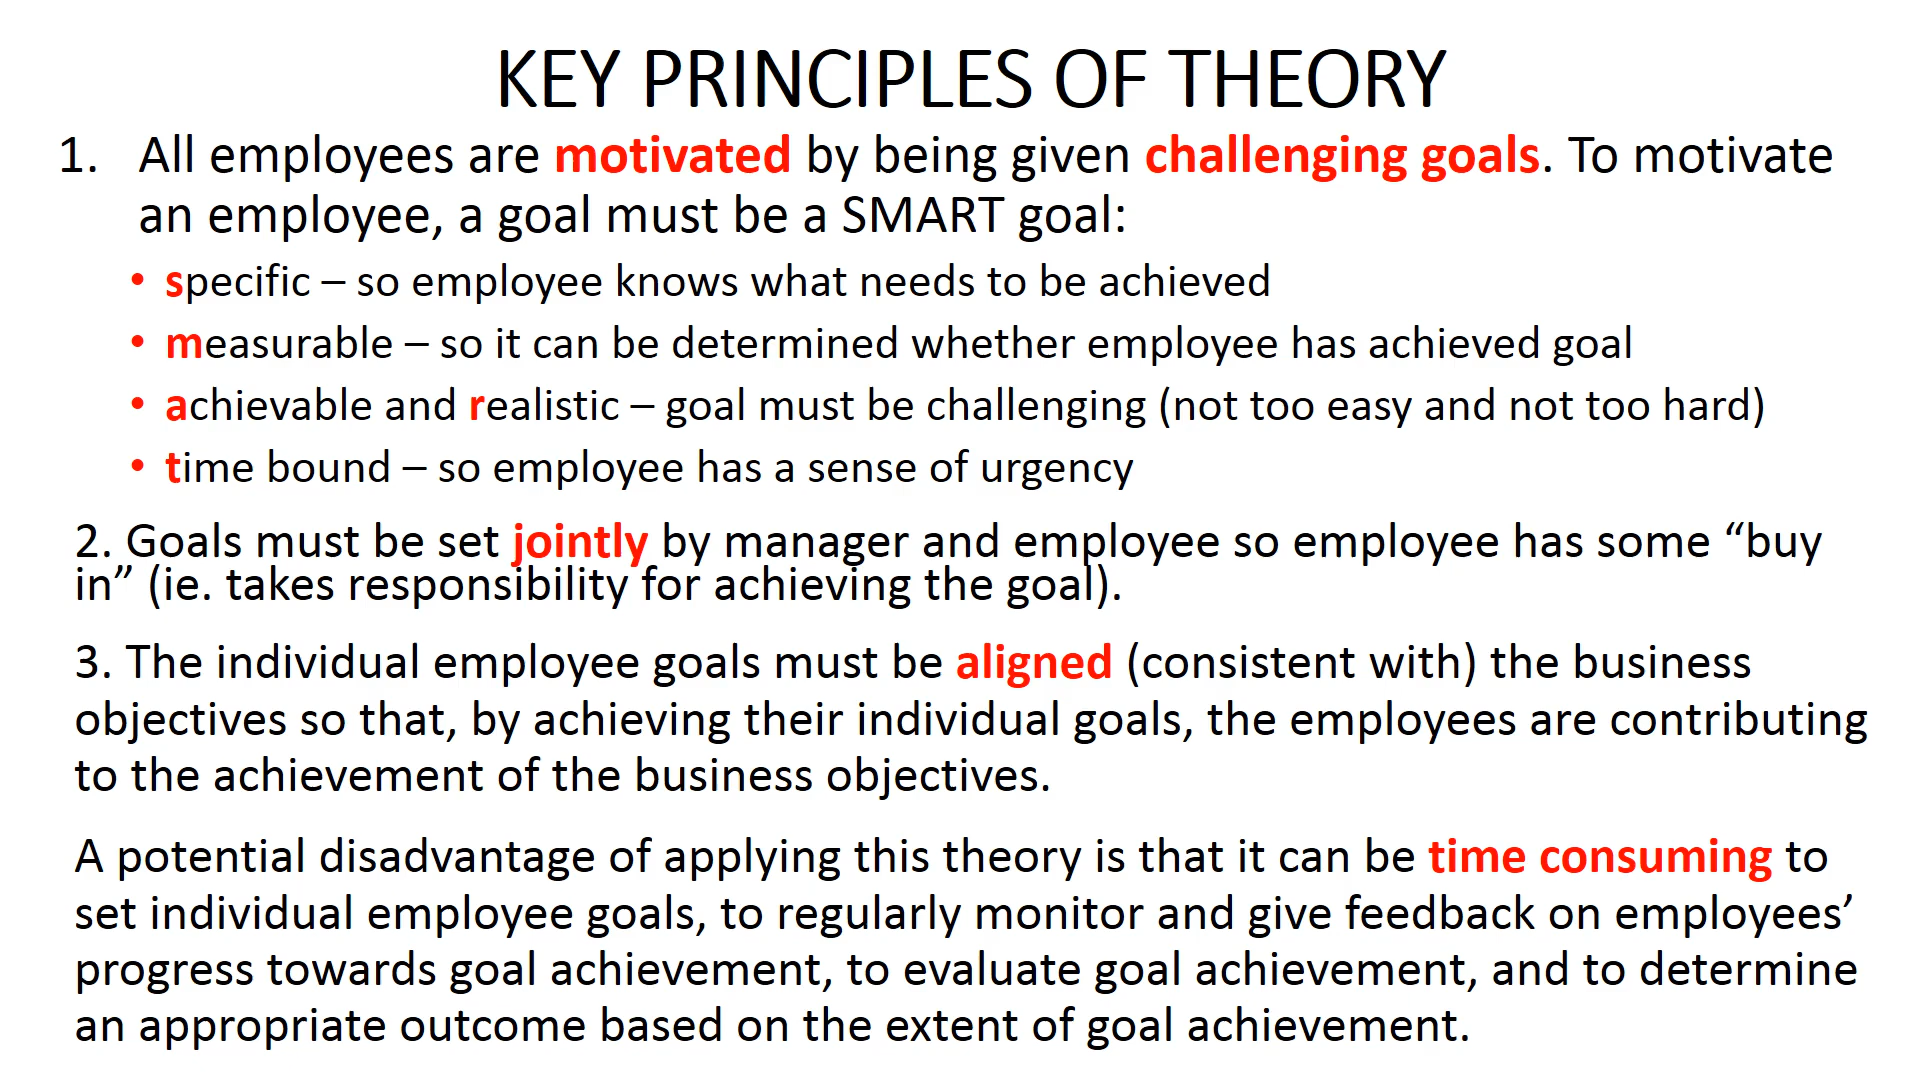 KEY PRINCIPLES OF THEORY
1. All employees are motivated by being given challenging goals. To motivate
an employee, a goal must be a SMART goal:
• specific – so employee knows what needs to be achieved
• measurable – so it can be determined whether employee has achieved goal
• achievable and realistic – goal must be challenging (not too easy and not too hard)
• time bound – so employee has a sense of urgency
2. Goals must be set jointly by manager and employee so employee has some “buy
in” (ie. takes responsibility for achieving the goal).
3. The individual employee goals must be aligned (consistent with) the business
objectives so that, by achieving their individual goals, the employees are contributing
to the achievement of the business objectives.
A potential disadvantage of applying this theory is that it can be time consuming to
set individual employee goals, to regularly monitor and give feedback on employees’
progress towards goal achievement, to evaluate goal achievement, and to determine
an appropriate outcome based on the extent of goal achievement.